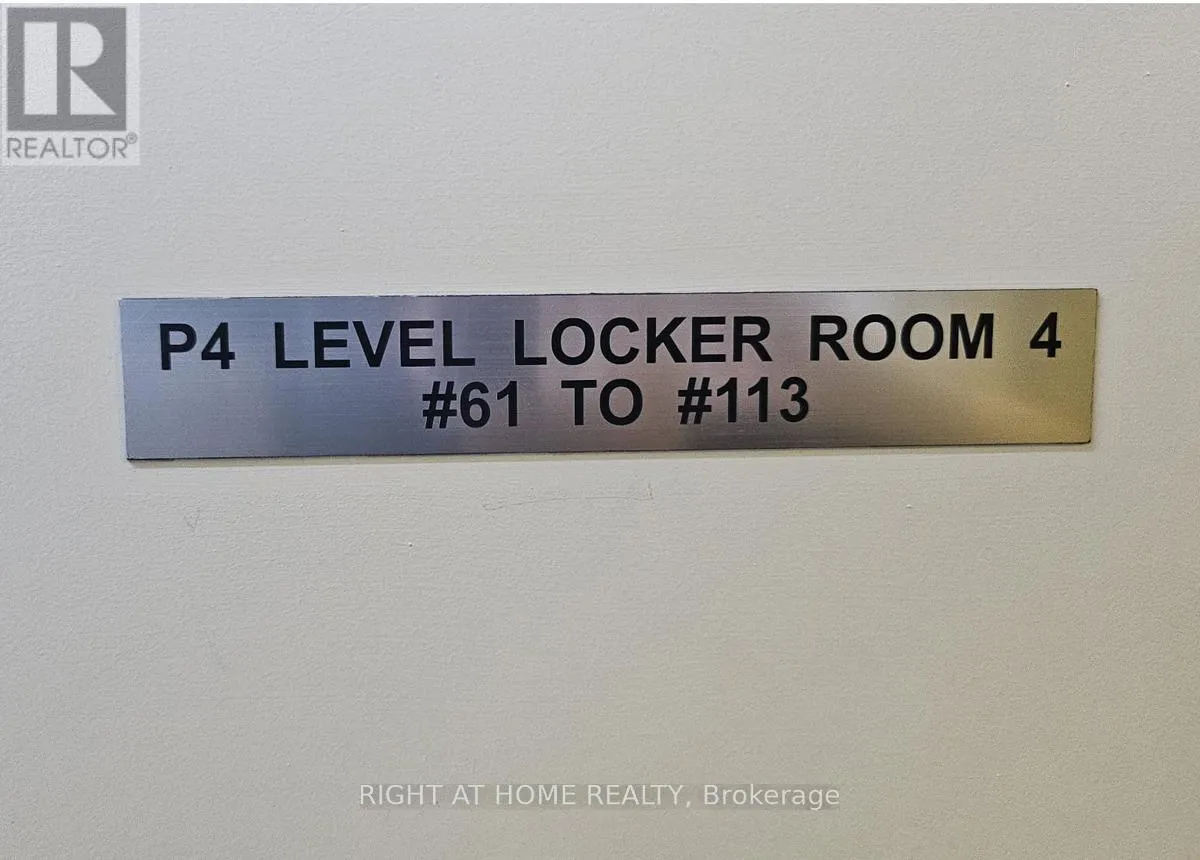 REALTOR®
P4 LEVEL LOCKER ROOM 4
#61 TO #113
RIGHT AT HOME REALTY, Brokerage